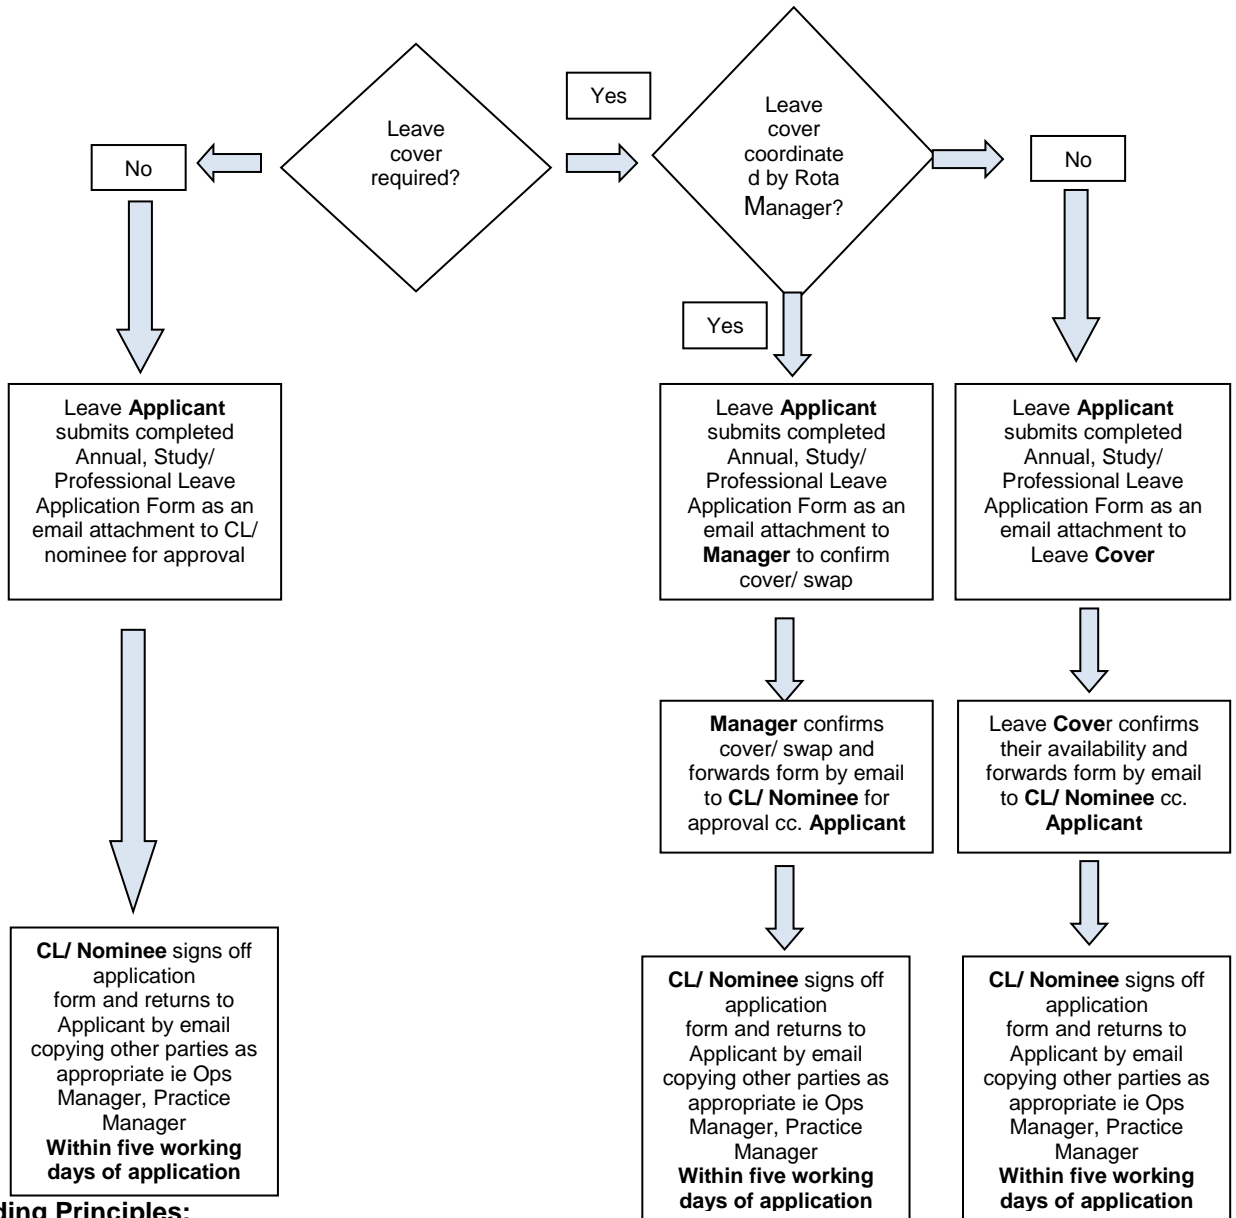 Yes
Leave
cover
required?
Leave
cover
coordinate
d by Rota
Manager?
No
No
Yes
Leave Applicant
submits completed
Annual, Study/
Professional Leave
Application Form as an
email attachment to CL/
nominee for approval
Leave Applicant
submits completed
Annual, Study/
Professional Leave
Application Form as an
email attachment to
Manager to confirm
cover/ swap
Leave Applicant
submits completed
Annual, Study/
Professional Leave
Application Form as an
email attachment to
Leave Cover
Manager confirms
cover/ swap and
forwards form by email
to CL/ Nominee for
approval cc. Applicant
Leave Cover confirms
their availability and
forwards form by email
to CL/ Nominee cc.
Applicant
CL/ Nominee signs off
application
form and returns to
Applicant by email
copying other parties as
appropriate ie Ops
Manager, Practice
Manager
Within five working
days of application
CL/ Nominee signs off
application
form and returns to
Applicant by email
copying other parties as
appropriate ie Ops
Manager, Practice
Manager
Within five working
days of application
CL/ Nominee signs off
application
form and returns to
Applicant by email
copying other parties as
appropriate ie Ops
Manager, Practice
Manager
Within five working
days of application
ding Principles: